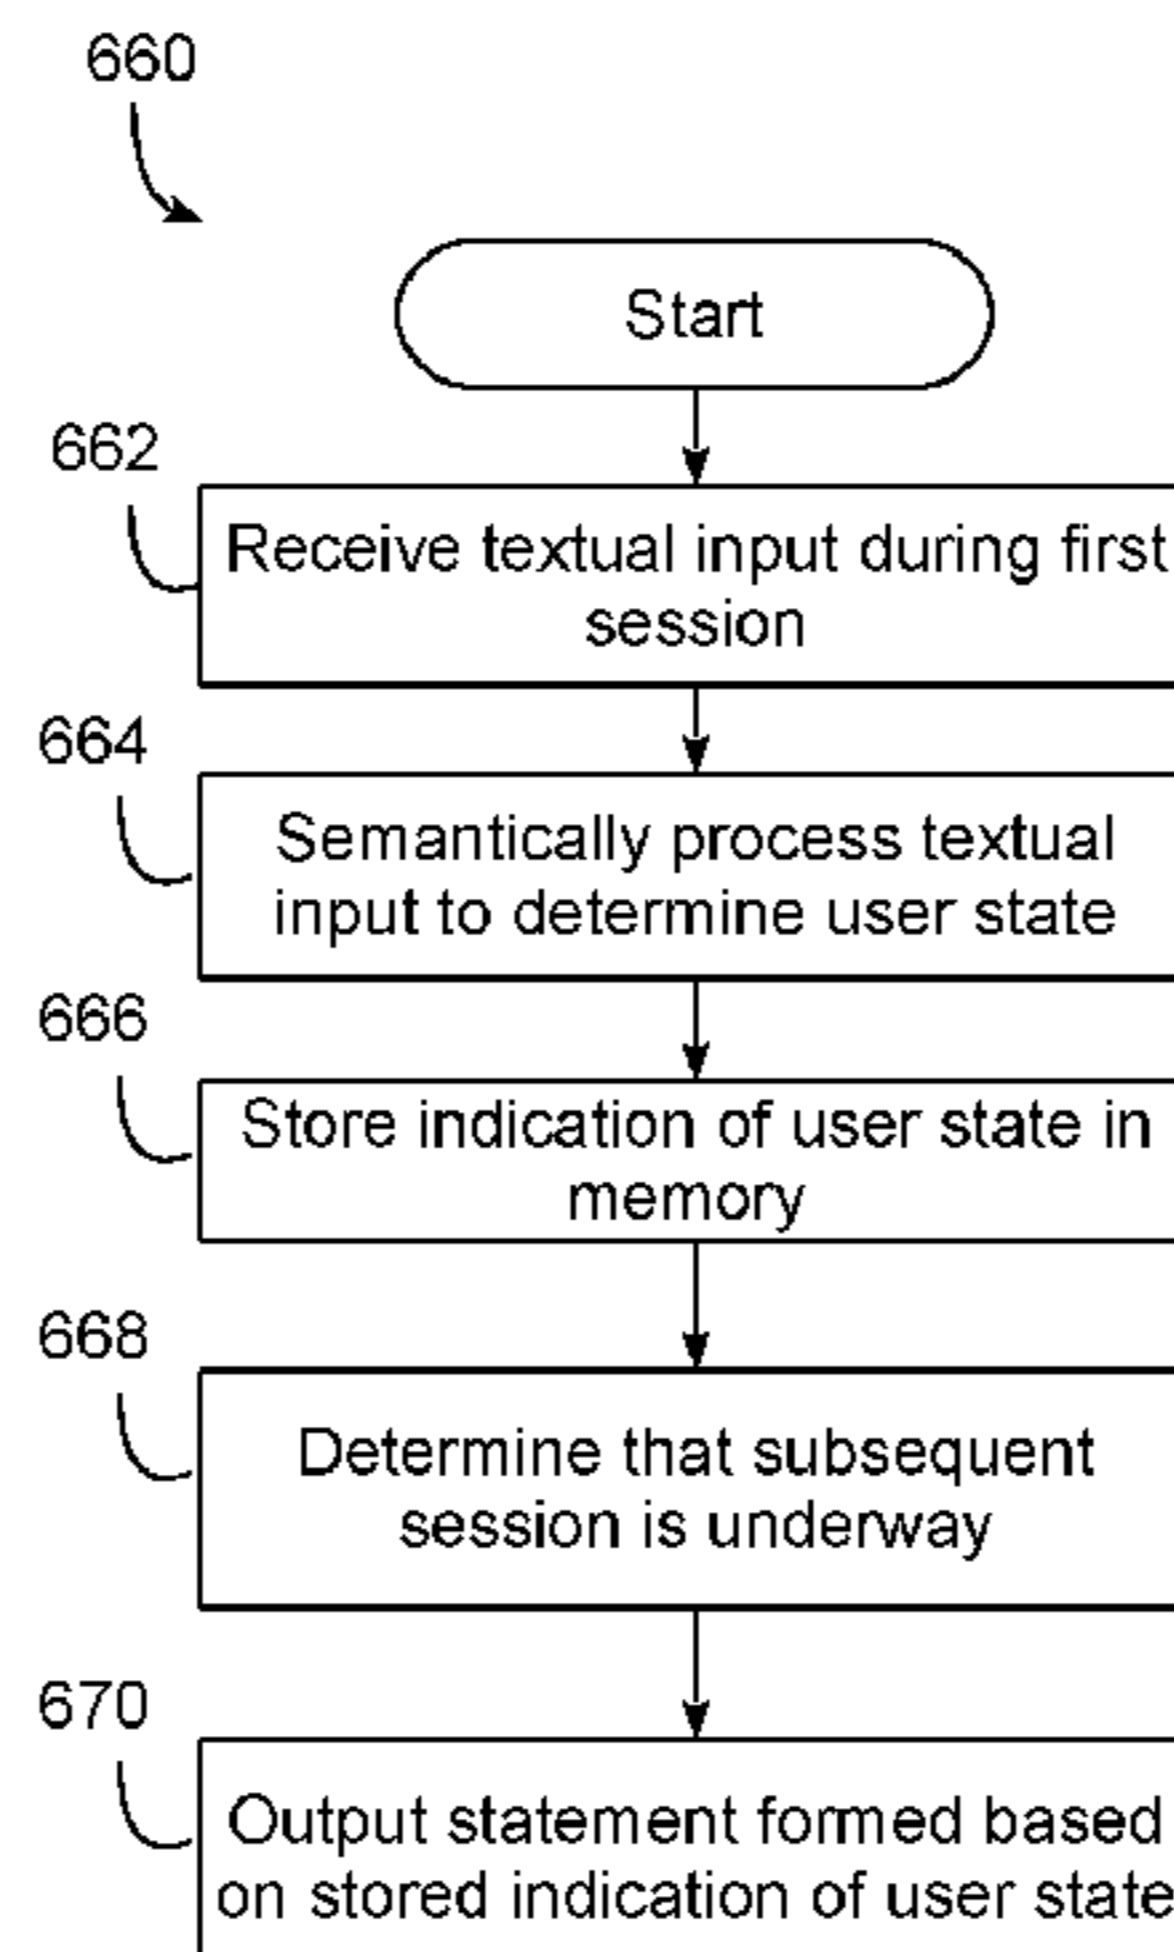 660
Start
662
Receive textual input during first
session
664
Semantically process textual
input to determine user state
666
Store indication of user state in
memory
668
Determine that subsequent
session is underway
670
Output statement formed based
on stored indication of user state